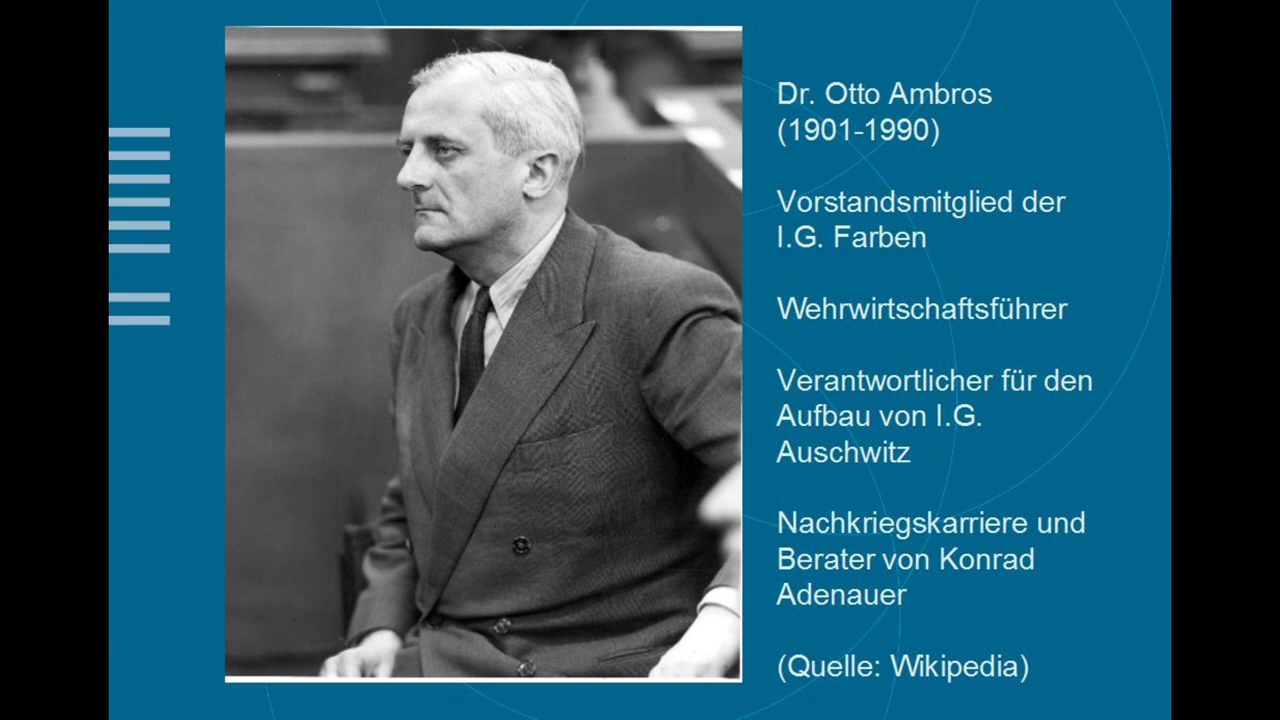 Dr. Otto Ambros
(1901-1990)
Vorstandsmitglied der
I.G. Farben
Wehrwirtschaftsführer
Verantwortlicher für den
Aufbau von I.G.
Auschwitz
Nachkriegskarriere und
Berater von Konrad
Adenauer
(Quelle: Wikipedia)